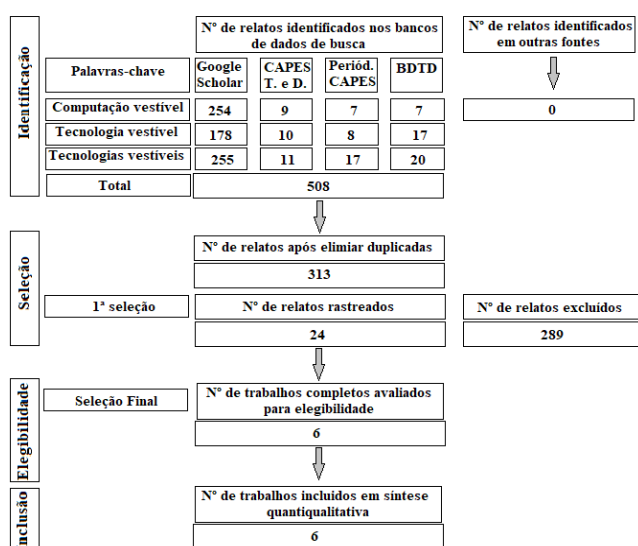 Identificação
Nº de relatos identificados nos bancos
de dados de busca
Nº de relatos identificados
em outras fontes
Palavras-chave
Google
Scholar
CAPES
T. e D.
Periód.
CAPES
BDTD
Computação vestível
254
9
7
7
0
Tecnologia vestível
178
10
8
17
Tecnologias vestíveis
255
11
17
20
Total
508
Seleção
Nº de relatos após elimiar duplicadas
313
1ª seleção
Nº de relatos rastreados
Nº de relatos excluídos
24
289
Elegibilidade
Seleção Final
Nº de trabalhos completos avaliados
para elegibilidade
6
nclusão
Nº de trabalhos incluidos em síntese
quantiqualitativa
6